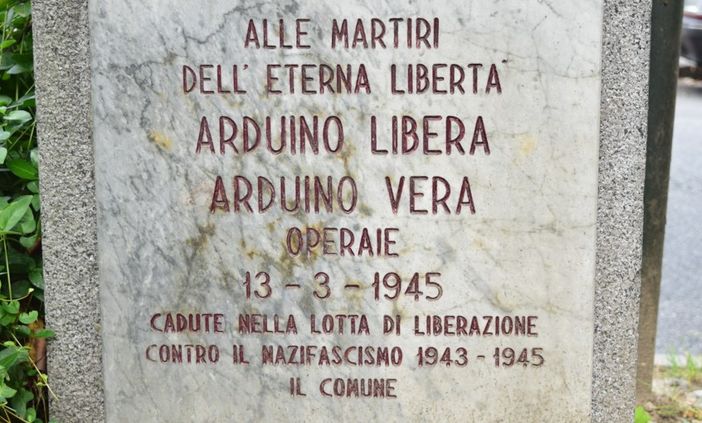 ALLE MARTIRI
DELL' ETERNA LIBERTA'
ARDUINO LIBERA
ARDUINO VERA
OPERAIE
13-3-1945
CADUTE NELLA LOTTA DI LIBERAZIONE
CONTRO IL NAZIFASCISMO 1943-1945
IL COMUNE